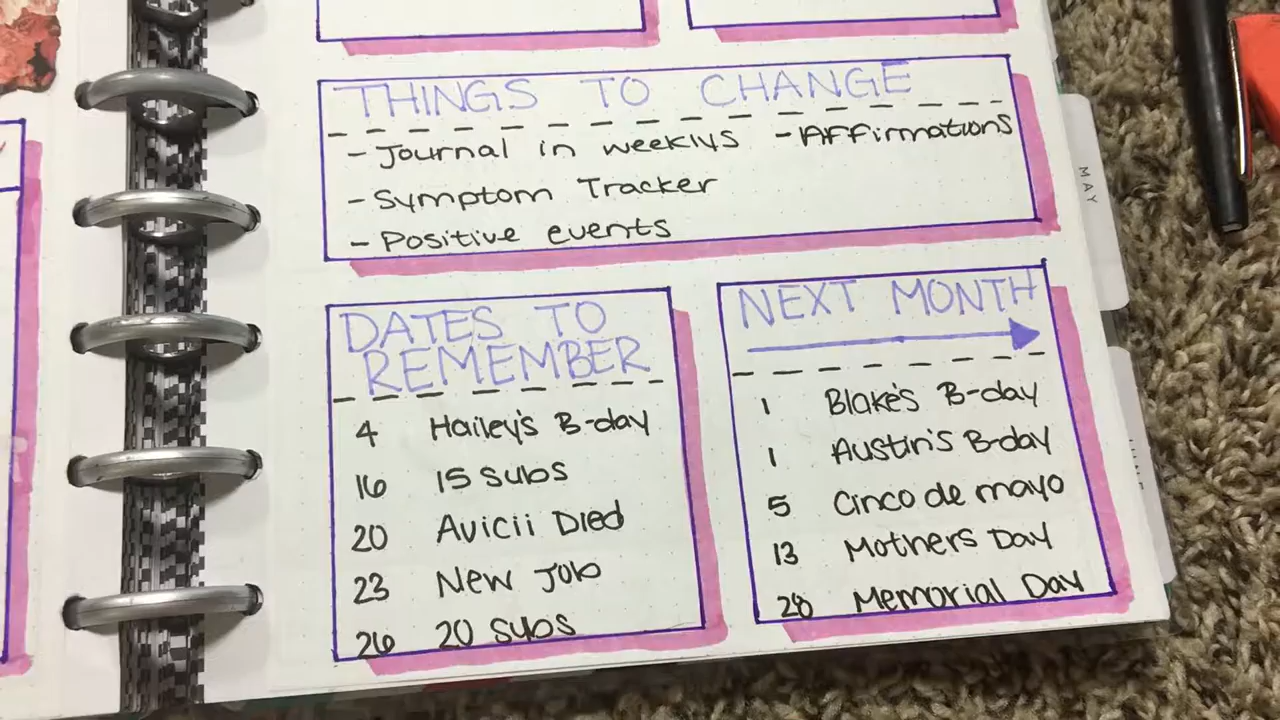 THINGS TO CHANGE
- Journal in weeklys
- Affirmations
- Symptom Tracker
- Positive events
DATES TO
REMEMBER
4 Hailey's B-day
16 15 subs
20 Avicii Died
23 New Job
26 20 subs
NEXT MONTH
1 Blake's B-day
1 Austin's B-day
5 Cinco de mayo
13 Mothers Day
28 Memorial Day
MAY